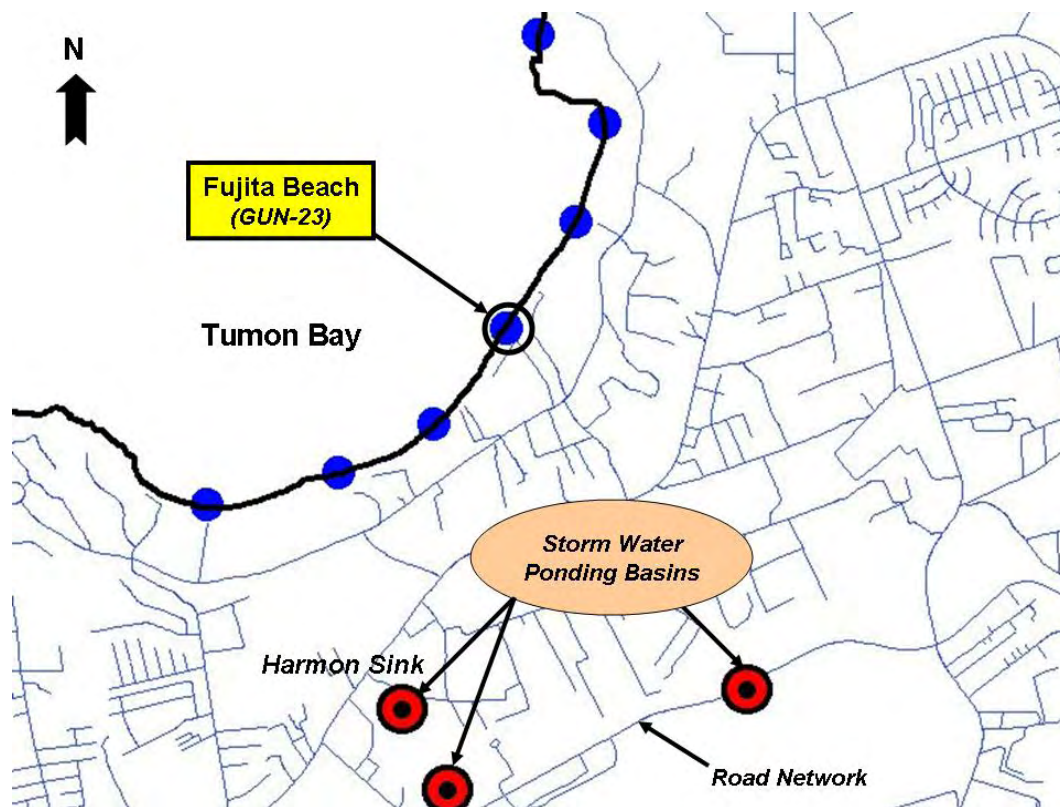 N
Fujita Beach
(GUN-23)
Tumon Bay
Storm Water
Ponding Basins
Harmon Sink
Road Network